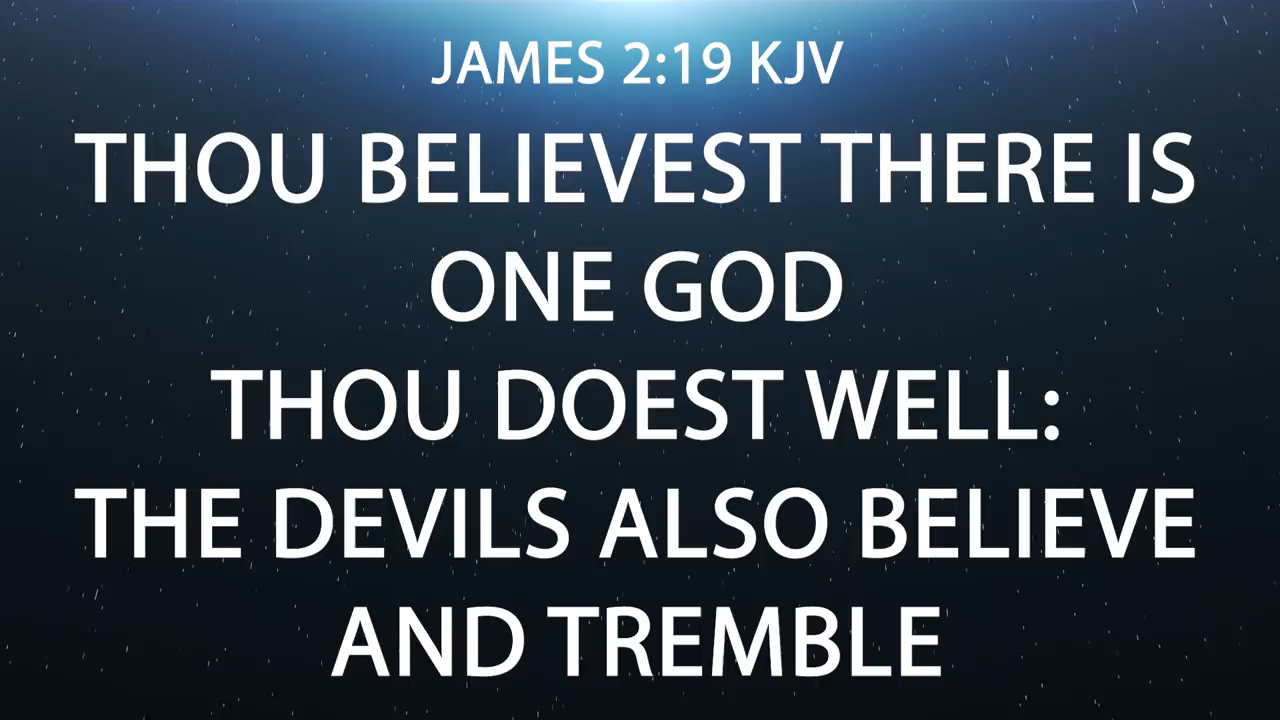 JAMES 2:19 KJV
THOU BELIEVEST THERE IS
ONE GOD
THOU DOEST WELL:
THE DEVILS ALSO BELIEVE
AND TREMBLE